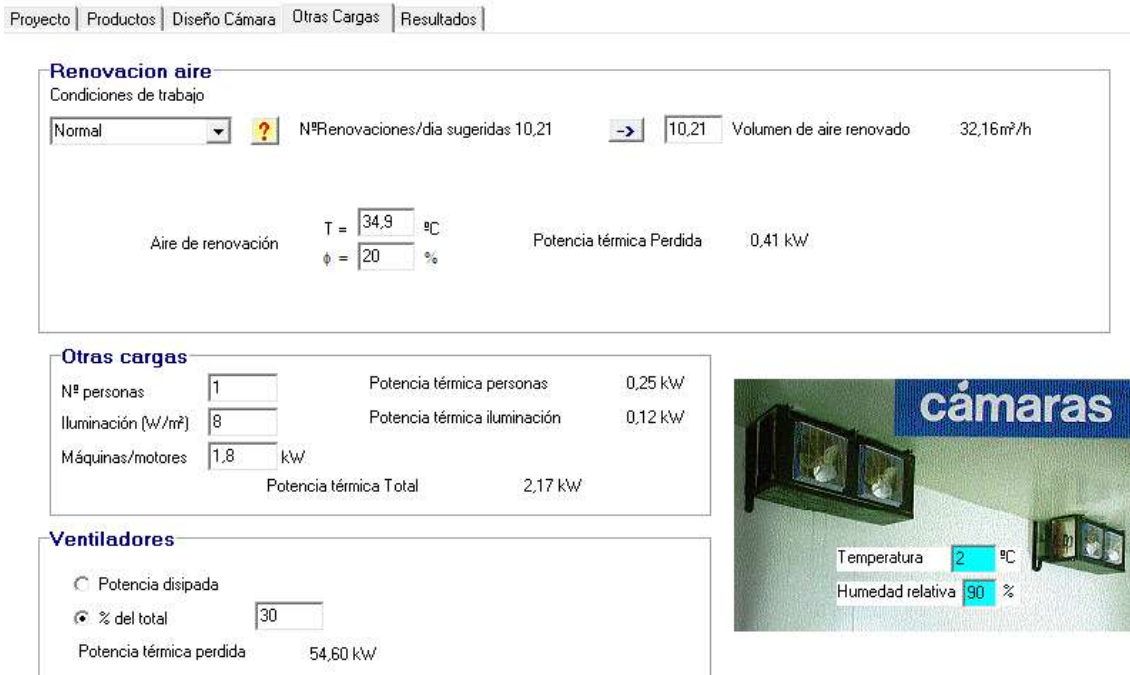 Proyecto Productos Diseño Cámara Otras Cargas Resultados
Renovacion aire
Condiciones de trabajo
Normal ? NºRenovaciones/dia sugeridas 10,21 -> 10,21 Volumen de aire renovado 32,16m³/h
Aire de renovación T = 34,9 ºC
ϕ = 20 % Potencia térmica Perdida 0,41 kW
Otras cargas
Nº personas 1 Potencia térmica personas 0,25 kW
Iluminación (W/m²) 8 Potencia térmica iluminación 0,12 kW
Máquinas/motores 1,8 kW
Potencia térmica Total 2,17 kW
cámaras
Temperatura 2 ºC
Humedad relativa 90 %
Ventiladores
Potencia disipada
% del total 30
Potencia térmica perdida 54,60 kW